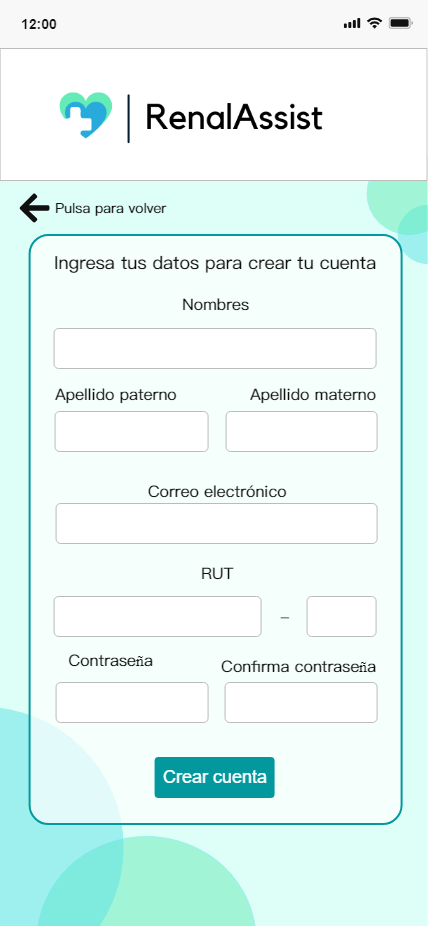 12:00
RenalAssist
Pulsa para volver
Ingresa tus datos para crear tu cuenta
Nombres
Apellido paterno Apellido materno
Correo electrónico
RUT
–
Contraseña Confirma contraseña
Crear cuenta